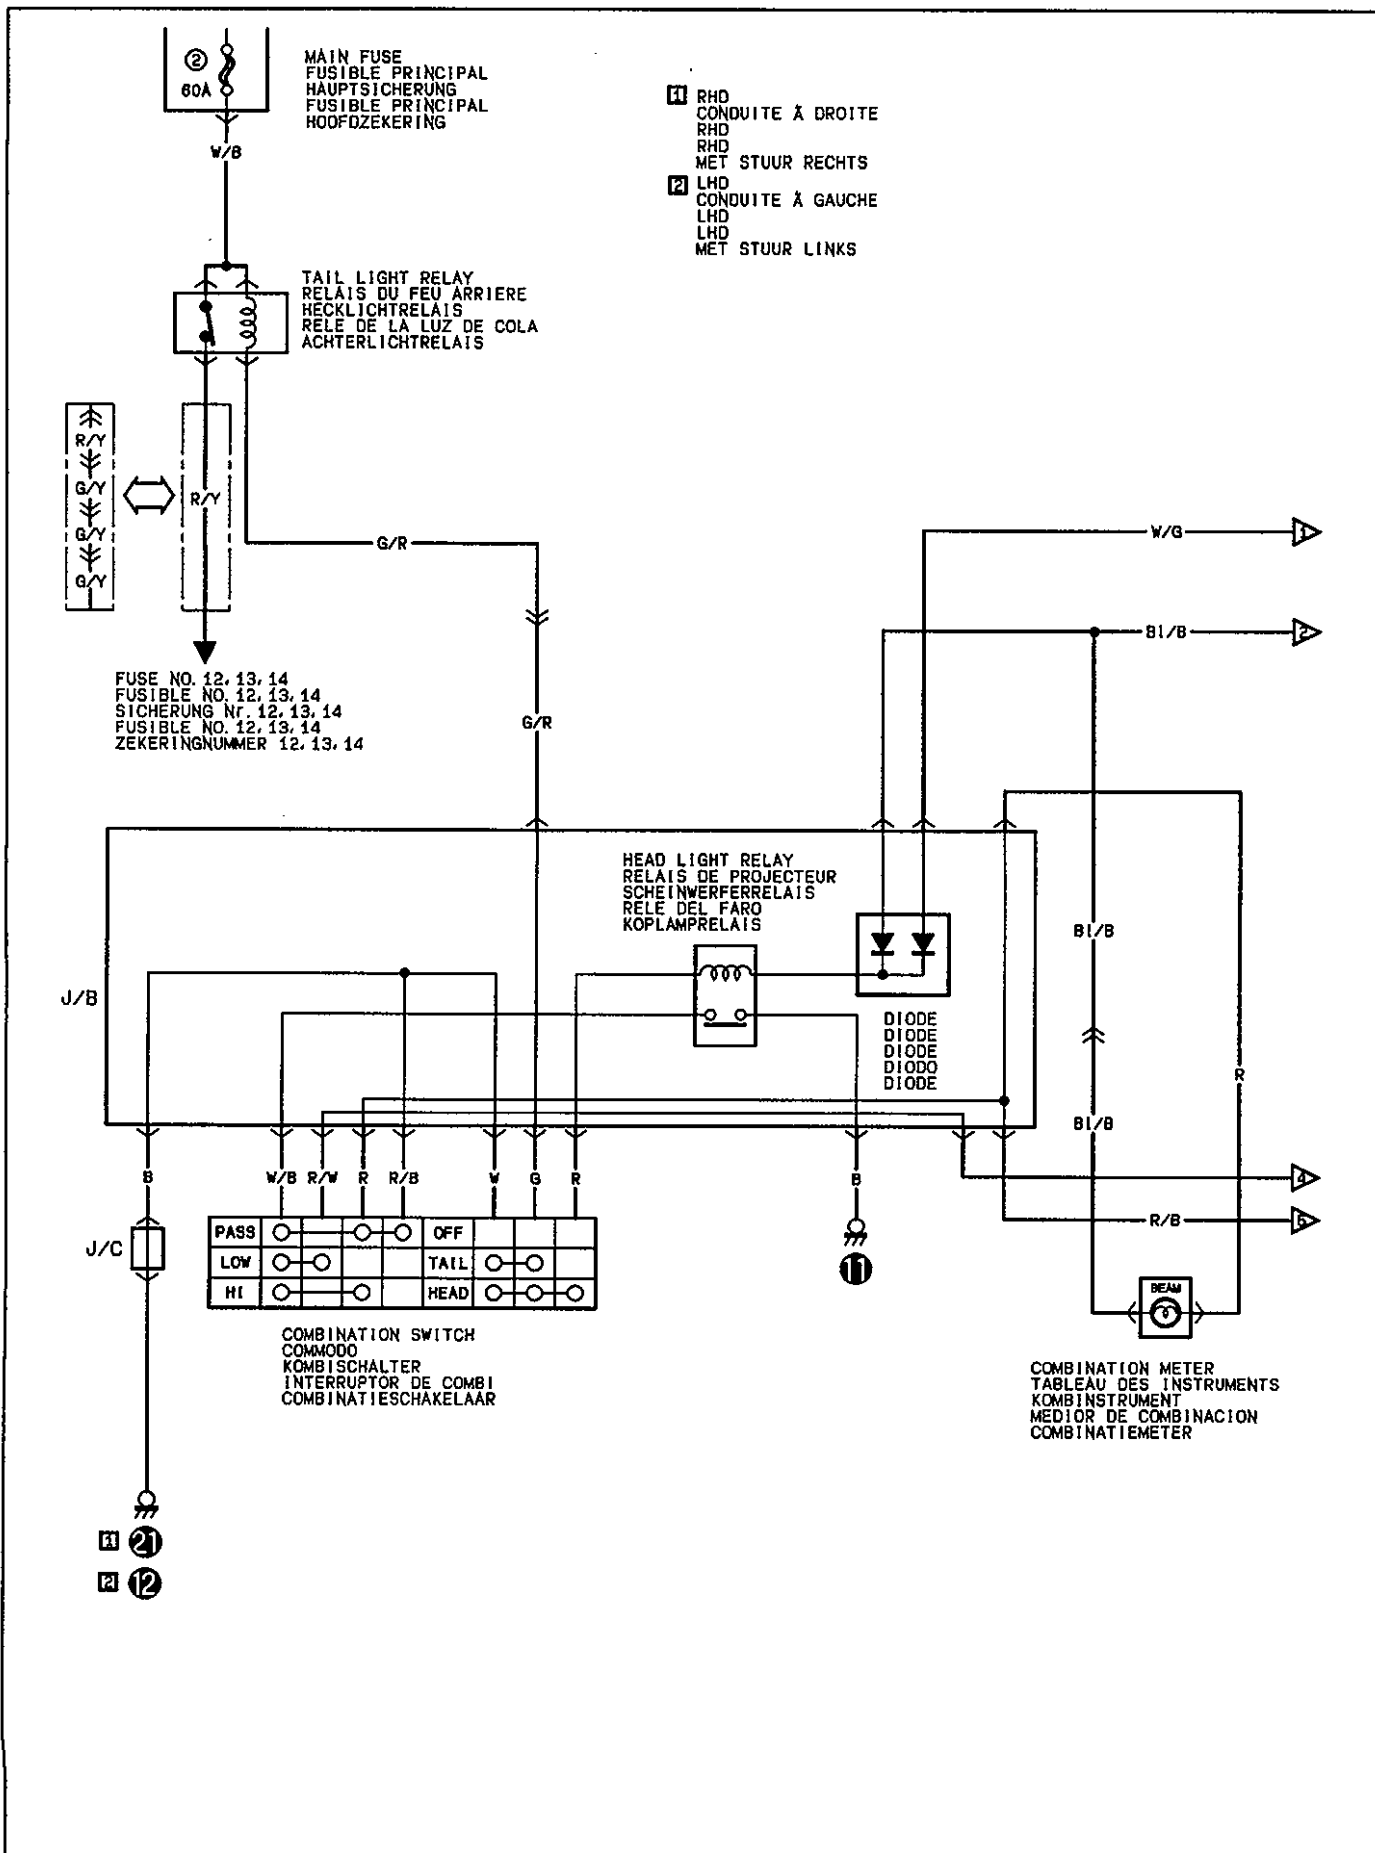 ②
60A
MAIN FUSE
FUSIBLE PRINCIPAL
HAUPTSICHERUNG
FUSIBLE PRINCIPAL
HOOFDZEKERING
1 RHD
CONDUITE À DROITE
RHD
RHD
MET STUUR RECHTS
2 LHD
CONDUITE À GAUCHE
LHD
LHD
MET STUUR LINKS
W/B
TAIL LIGHT RELAY
RELAIS DU FEU ARRIERE
HECKLICHTRELAIS
RELE DE LA LUZ DE COLA
ACHTERLICHTRELAIS
R/Y
G/Y
G/Y
G/Y
R/Y
G/R
W/G
1
Bl/B
2
FUSE NO. 12, 13, 14
FUSIBLE NO. 12, 13, 14
SICHERUNG Nr. 12, 13, 14
FUSIBLE NO. 12, 13, 14
ZEKERINGNUMMER 12, 13, 14
G/R
HEAD LIGHT RELAY
RELAIS DE PROJECTEUR
SCHEINWERFERRELAIS
RELE DEL FARO
KOPLAMPRELAIS
J/B
DIODE
DIODE
DIODE
DIODO
DIODE
Bl/B
R
Bl/B
B
W/B R/W R R/B W G R
B
4
R/B
5
J/C
PASS OFF
LOW TAIL
HI HEAD
11
BEAM
COMBINATION SWITCH
COMMODO
KOMBISCHALTER
INTERRUPTOR DE COMBI
COMBINATIESCHAKELAAR
COMBINATION METER
TABLEAU DES INSTRUMENTS
KOMBINSTRUMENT
MEDIOR DE COMBINACION
COMBINATIEMETER
1 21
2 12